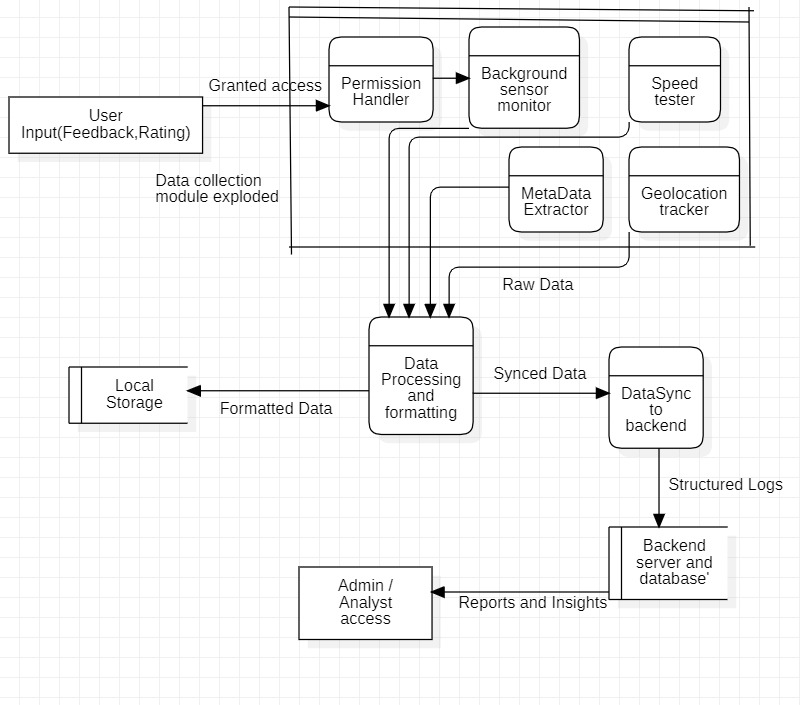 Granted access
Permission
Handler
Background
sensor
monitor
Speed
tester
User
Input(Feedback,Rating)
Data collection
module exploded
MetaData
Extractor
Geolocation
tracker
Raw Data
Data
Processing
and
formatting
Local
Storage
Formatted Data
Synced Data
DataSync
to
backend
Structured Logs
Backend
server and
database'
Admin /
Analyst
access
Reports and Insights